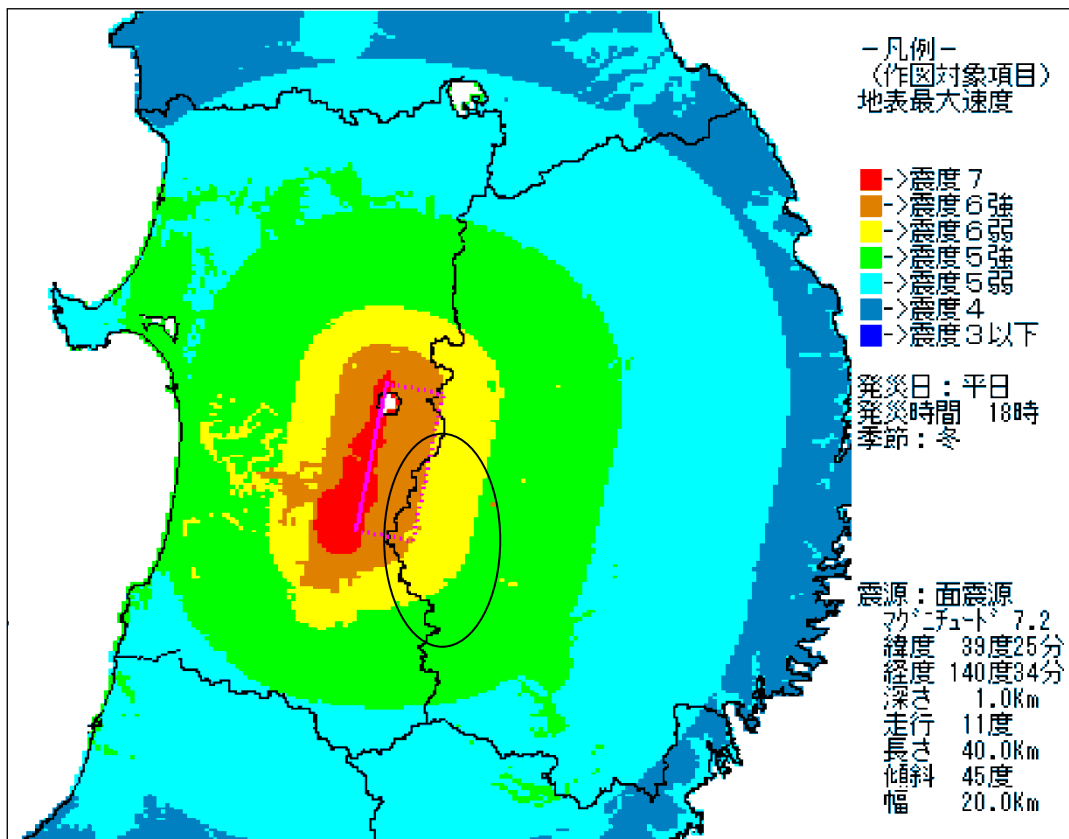 －凡例－
（作図対象項目）
地表最大速度
->震度７
->震度６強
->震度６弱
->震度５強
->震度５弱
->震度４
->震度３以下
発災日：平日
発災時間　18時
季節：冬
震源：面震源
ﾏｸﾞﾆﾁｭｰﾄﾞ 7.2
緯度　39度25分
経度 140度34分
深さ　　1.0Km
走行　11度
長さ　40.0Km
傾斜　45度
幅　　20.0Km